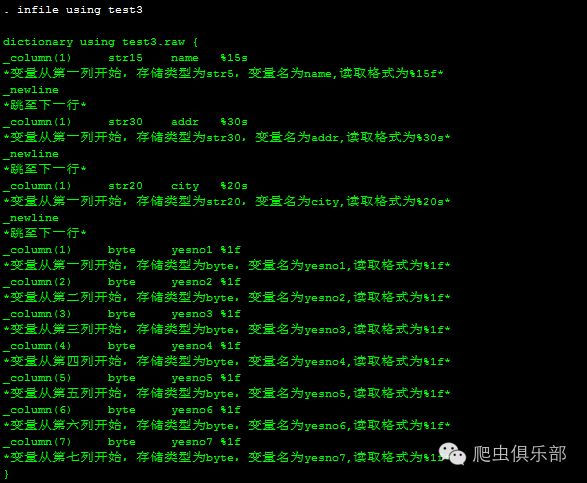 . infile using test3
dictionary using test3.raw {
_column(1) str15 name %15s
*变量从第一列开始，存储类型为str5，变量名为name,读取格式为%15f*
_newline
*跳至下一行*
_column(1) str30 addr %30s
*变量从第一列开始，存储类型为str30，变量名为addr,读取格式为%30s*
_newline
*跳至下一行*
_column(1) str20 city %20s
*变量从第一列开始，存储类型为str20，变量名为city,读取格式为%20s*
_newline
*跳至下一行*
_column(1) byte yesno1 %1f
*变量从第一列开始，存储类型为byte，变量名为yesno1,读取格式为%1f*
_column(2) byte yesno2 %1f
*变量从第二列开始，存储类型为byte，变量名为yesno2,读取格式为%1f*
_column(3) byte yesno3 %1f
*变量从第三列开始，存储类型为byte，变量名为yesno3,读取格式为%1f*
_column(4) byte yesno4 %1f
*变量从第四列开始，存储类型为byte，变量名为yesno4,读取格式为%1f*
_column(5) byte yesno5 %1f
*变量从第五列开始，存储类型为byte，变量名为yesno5,读取格式为%1f*
_column(6) byte yesno6 %1f
*变量从第六列开始，存储类型为byte，变量名为yesno6,读取格式为%1f*
_column(7) byte yesno7 %1f
*变量从第七列开始，存储类型为byte，变量名为yesno7,读取格式为%1f
}
爬虫俱乐部